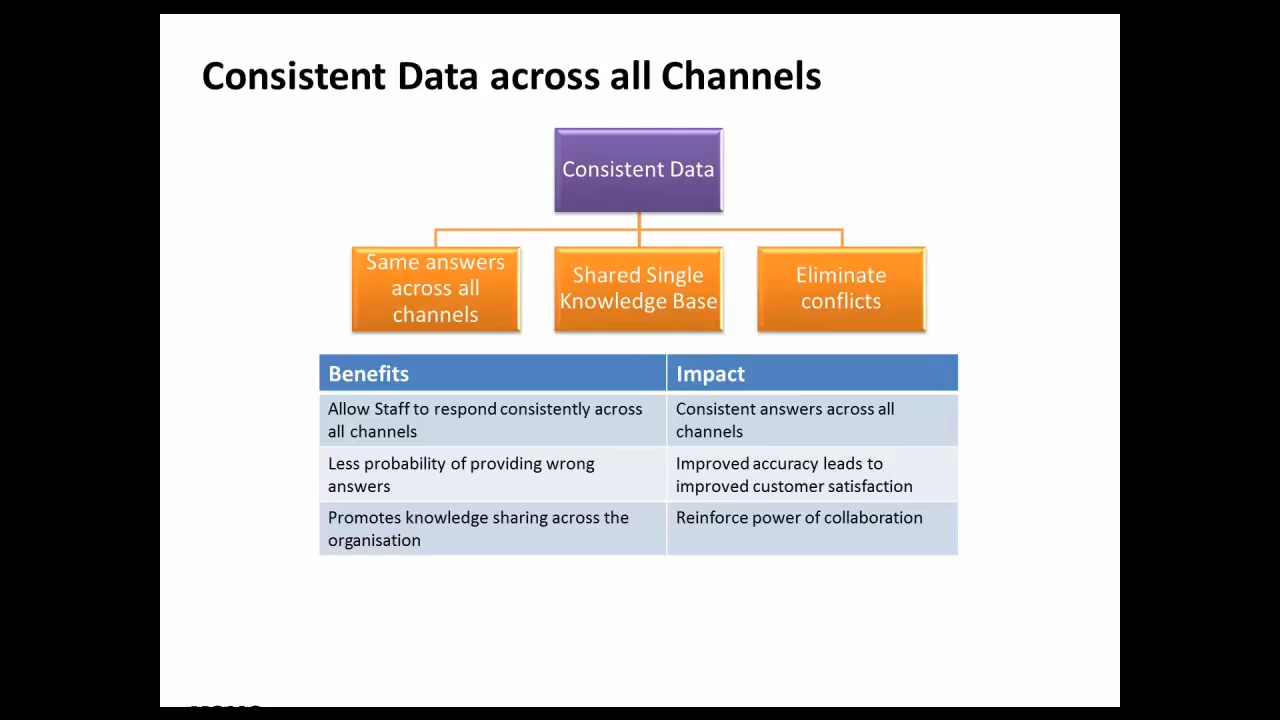 Consistent Data across all Channels
Consistent Data
Same answers
across all
channels
Shared Single
Knowledge Base
Eliminate
conflicts
Benefits
Impact
Allow Staff to respond consistently across
all channels
Consistent answers across all
channels
Less probability of providing wrong
answers
Improved accuracy leads to
improved customer satisfaction
Promotes knowledge sharing across the
organisation
Reinforce power of collaboration